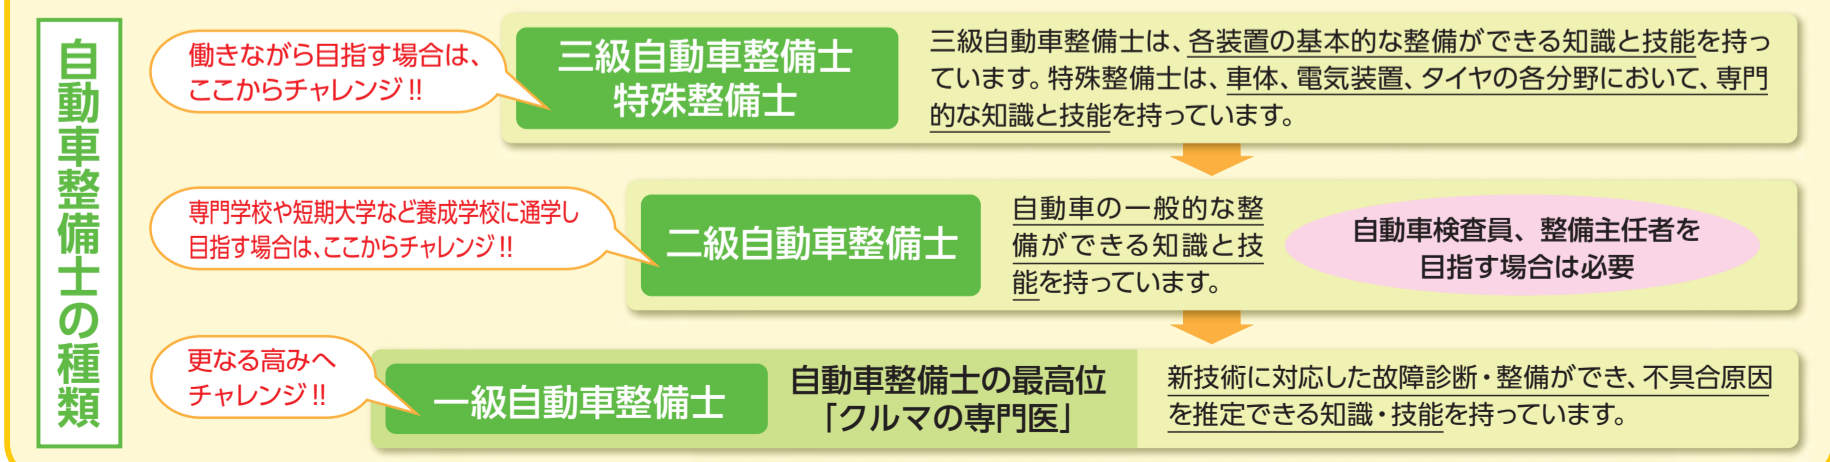 自動車整備士の種類
働きながら目指す場合は、
ここからチャレンジ!!
三級自動車整備士
特殊整備士
三級自動車整備士は、各装置の基本的な整備ができる知識と技能を持っ
ています。特殊整備士は、車体、電気装置、タイヤの各分野において、専門
的な知識と技能を持っています。
専門学校や短期大学など養成学校に通学し
目指す場合は、ここからチャレンジ!!
二級自動車整備士
自動車の一般的な整
備ができる知識と技
能を持っています。
自動車検査員、整備主任者を
目指す場合は必要
更なる高みへ
チャレンジ!!
一級自動車整備士
自動車整備士の最高位
「クルマの専門医」
新技術に対応した故障診断・整備ができ、不具合原因
を推定できる知識・技能を持っています。